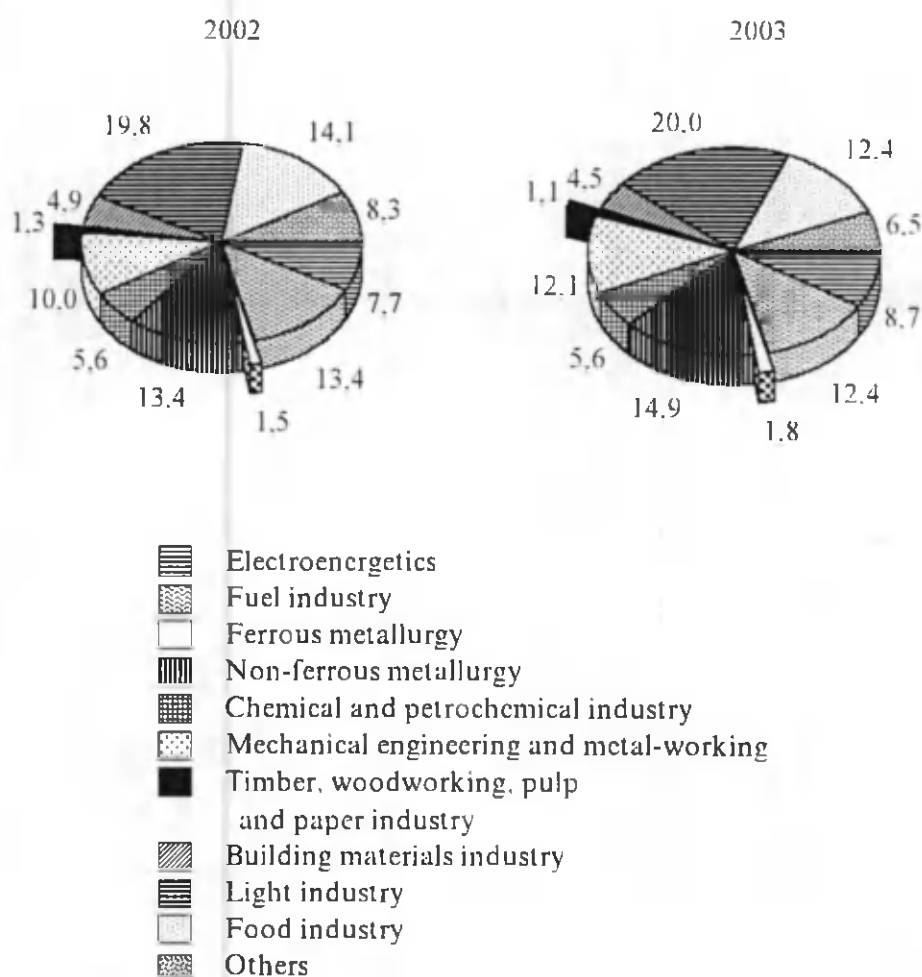 2002
2003
19,8
14,1
8,3
7,7
13,4
1,5
13,4
5,6
10,0
1,3
4,9
20,0
12,4
6,5
8,7
12,4
1,8
14,9
5,6
12,1
1,1
4,5
Electroenergetics
Fuel industry
Ferrous metallurgy
Non-ferrous metallurgy
Chemical and petrochemical industry
Mechanical engineering and metal-working
Timber, woodworking, pulp
and paper industry
Building materials industry
Light industry
Food industry
Others